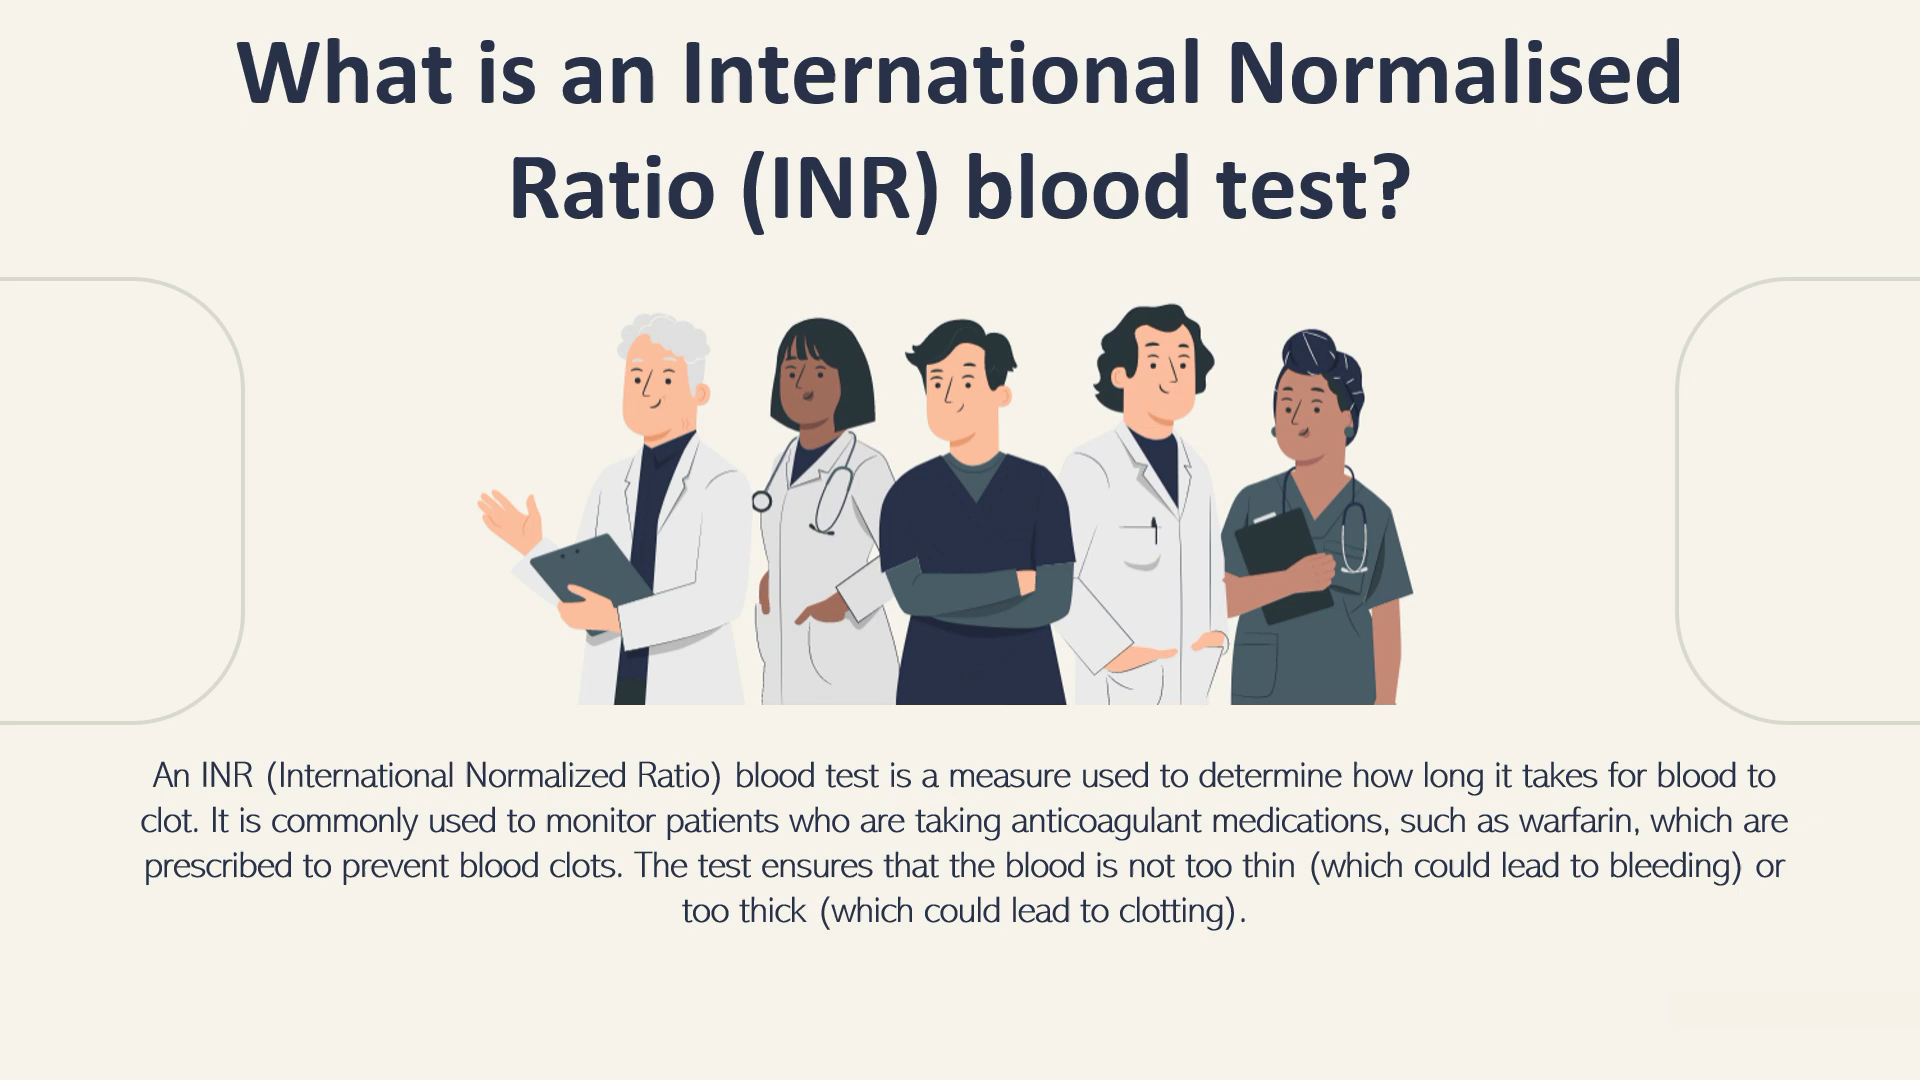 What is an International Normalised
Ratio (INR) blood test?
An INR (International Normalized Ratio) blood test is a measure used to determine how long it takes for blood to
clot. It is commonly used to monitor patients who are taking anticoagulant medications, such as warfarin, which are
prescribed to prevent blood clots. The test ensures that the blood is not too thin (which could lead to bleeding) or
too thick (which could lead to clotting).